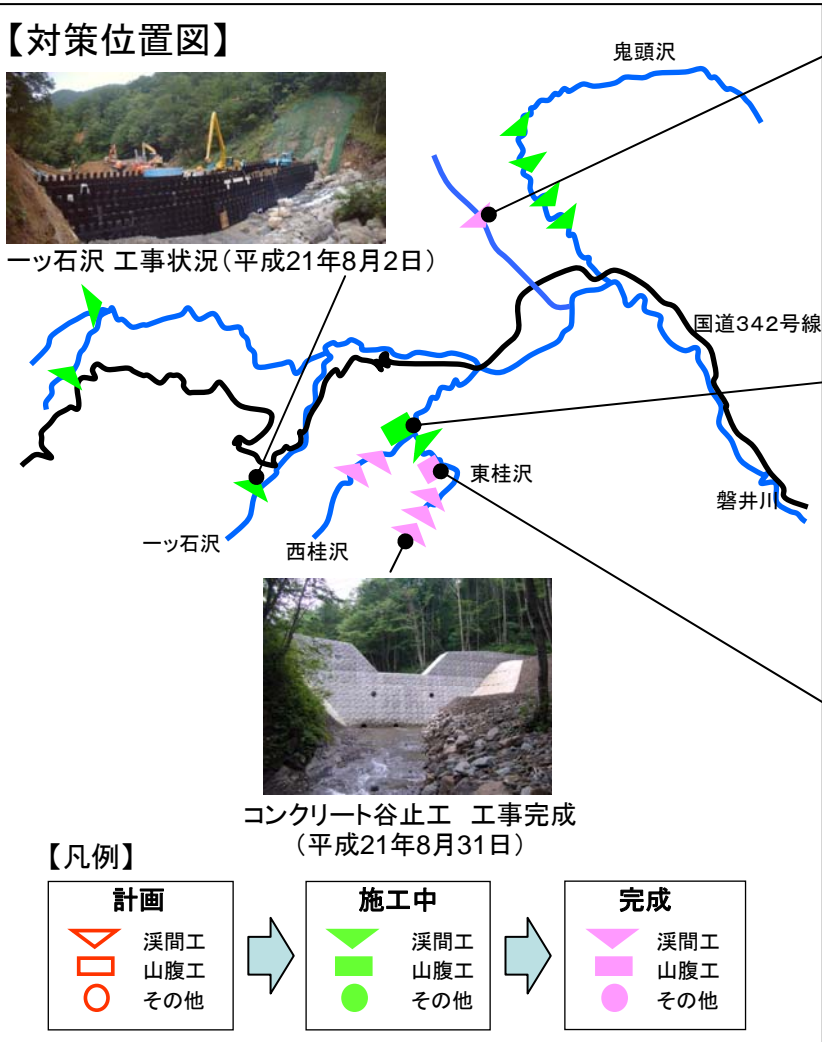 【対策位置図】
鬼頭沢
一ッ石沢 工事状況(平成21年8月2日)
国道342号線
東桂沢
磐井川
一ッ石沢
西桂沢
コンクリート谷止工 工事完成
(平成21年8月31日)
【凡例】
計画
渓間工
山腹工
その他
施工中
渓間工
山腹工
その他
完成
渓間工
山腹工
その他